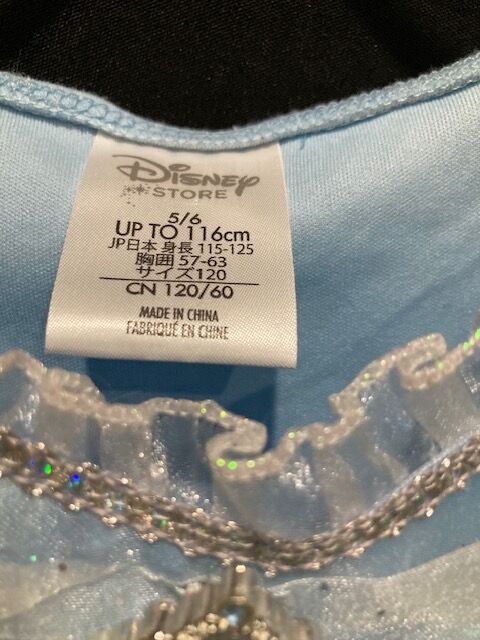 Disney
STORE
5/6
UP TO 116cm
JP日本 身長 115-125
胸囲 57-63
サイズ120
CN 120/60
MADE IN CHINA
FABRIQUÉ EN CHINE